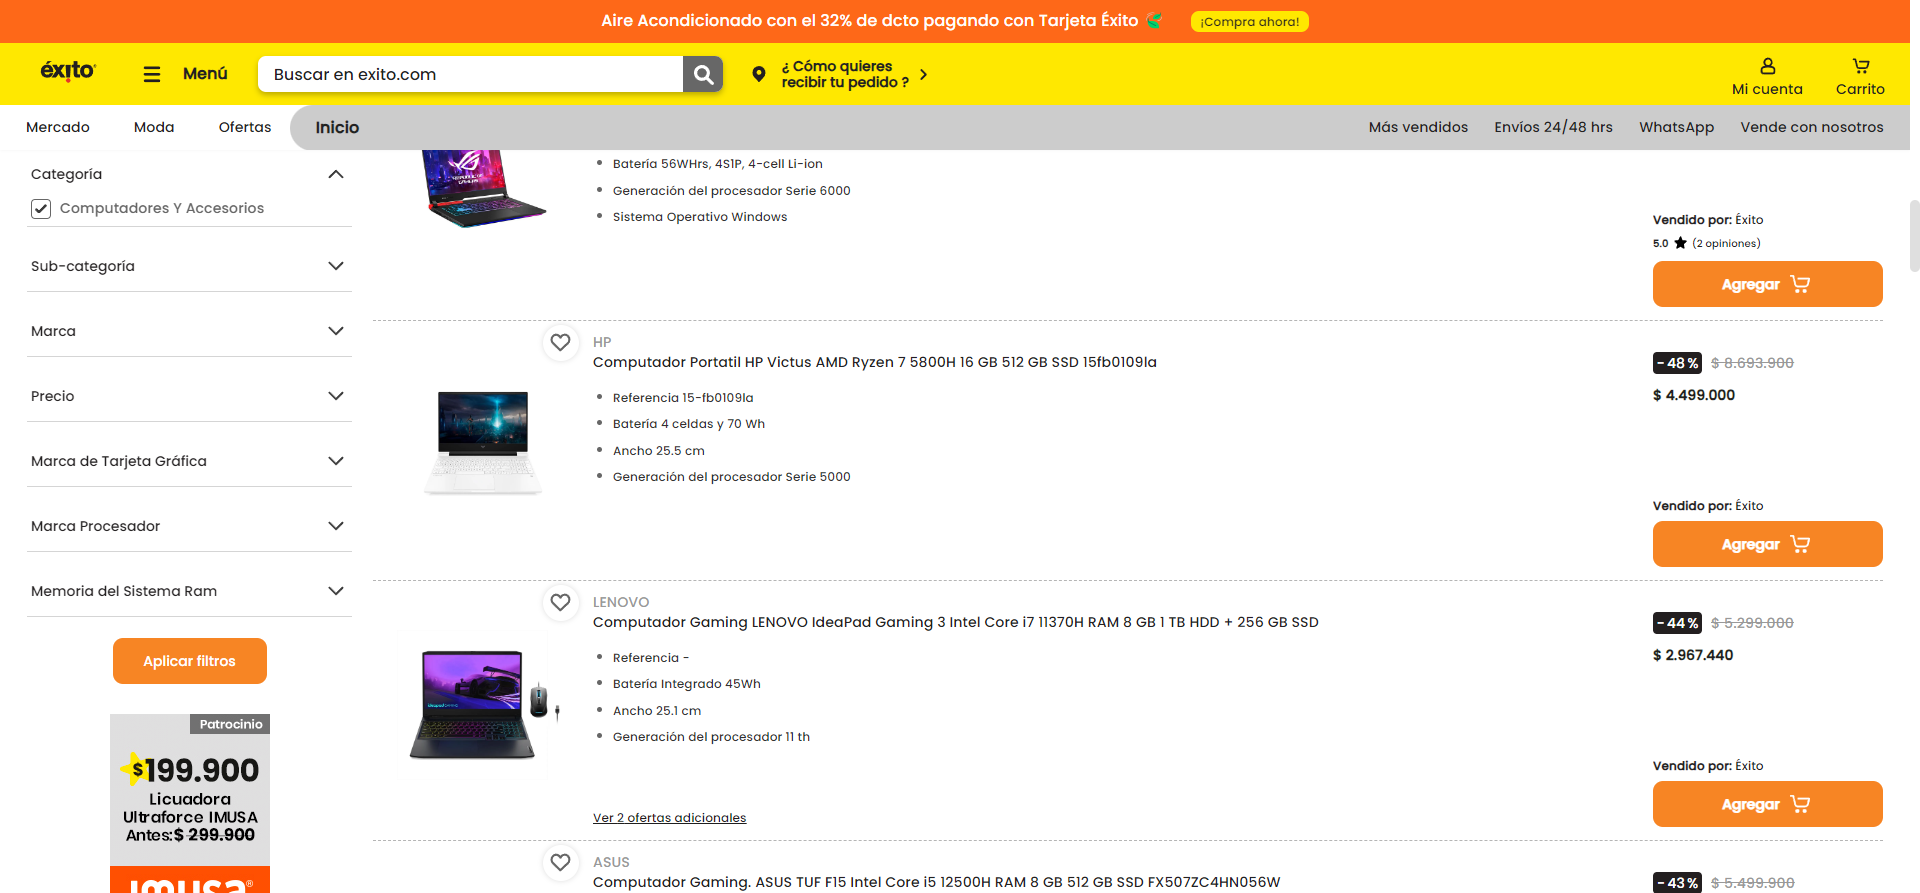 Aire Acondicionado con el 32% de dcto pagando con Tarjeta Éxito
¡Compra ahora!
éxito
Menú
Buscar en exito.com
¿ Cómo quieres
recibir tu pedido ?
Mi cuenta
Carrito
Mercado
Moda
Ofertas
Inicio
Más vendidos
Envíos 24/48 hrs
WhatsApp
Vende con nosotros
Categoría
Computadores Y Accesorios
Sub-categoría
Marca
Precio
Marca de Tarjeta Gráfica
Marca Procesador
Memoria del Sistema Ram
Aplicar filtros
Patrocinio
$199.900
Licuadora
Ultraforce IMUSA
Antes:$ 299.900
imusa®
Batería 56WHrs, 4S1P, 4-cell Li-ion
Generación del procesador Serie 6000
Sistema Operativo Windows
Vendido por: Éxito
5.0 ★ (2 opiniones)
Agregar
HP
Computador Portatil HP Victus AMD Ryzen 7 5800H 16 GB 512 GB SSD 15fb0109la
Referencia 15-fb0109la
Batería 4 celdas y 70 Wh
Ancho 25.5 cm
Generación del procesador Serie 5000
- 48 % $ 8.693.900
$ 4.499.000
Vendido por: Éxito
Agregar
LENOVO
Computador Gaming LENOVO IdeaPad Gaming 3 Intel Core i7 11370H RAM 8 GB 1 TB HDD + 256 GB SSD
Referencia -
Batería Integrado 45Wh
Ancho 25.1 cm
Generación del procesador 11 th
Ver 2 ofertas adicionales
- 44 % $ 5.299.000
$ 2.967.440
Vendido por: Éxito
Agregar
ASUS
Computador Gaming. ASUS TUF F15 Intel Core i5 12500H RAM 8 GB 512 GB SSD FX507ZC4HN056W
- 43 % $ 5.499.900